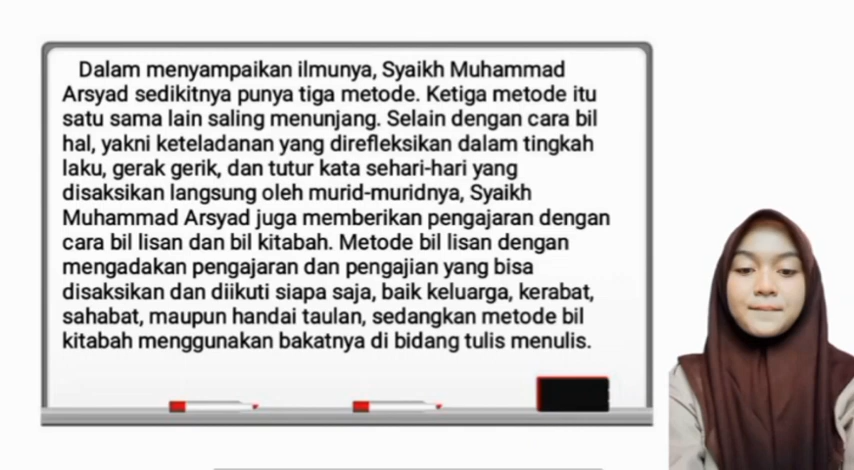 Dalam menyampaikan ilmunya, Syaikh Muhammad
Arsyad sedikitnya punya tiga metode. Ketiga metode itu
satu sama lain saling menunjang. Selain dengan cara bil
hal, yakni keteladanan yang direfleksikan dalam tingkah
laku, gerak gerik, dan tutur kata sehari-hari yang
disaksikan langsung oleh murid-muridnya, Syaikh
Muhammad Arsyad juga memberikan pengajaran dengan
cara bil lisan dan bil kitabah. Metode bil lisan dengan
mengadakan pengajaran dan pengajian yang bisa
disaksikan dan diikuti siapa saja, baik keluarga, kerabat,
sahabat, maupun handai taulan, sedangkan metode bil
kitabah menggunakan bakatnya di bidang tulis menulis.